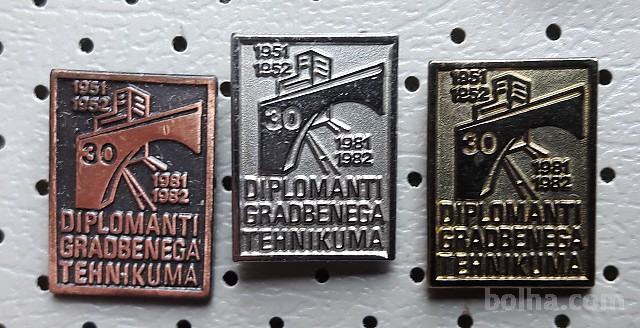 1951
1952
30
1981
1982
DIPLOMANTI
GRADBENEGA
TEHNIKUMA
1951
1952
30
1981
1982
DIPLOMANTI
GRADBENEGA
TEHNIKUMA
1951
1952
30
1981
1982
DIPLOMANTI
GRADBENEGA
TEHNIKUMA
bolha.com